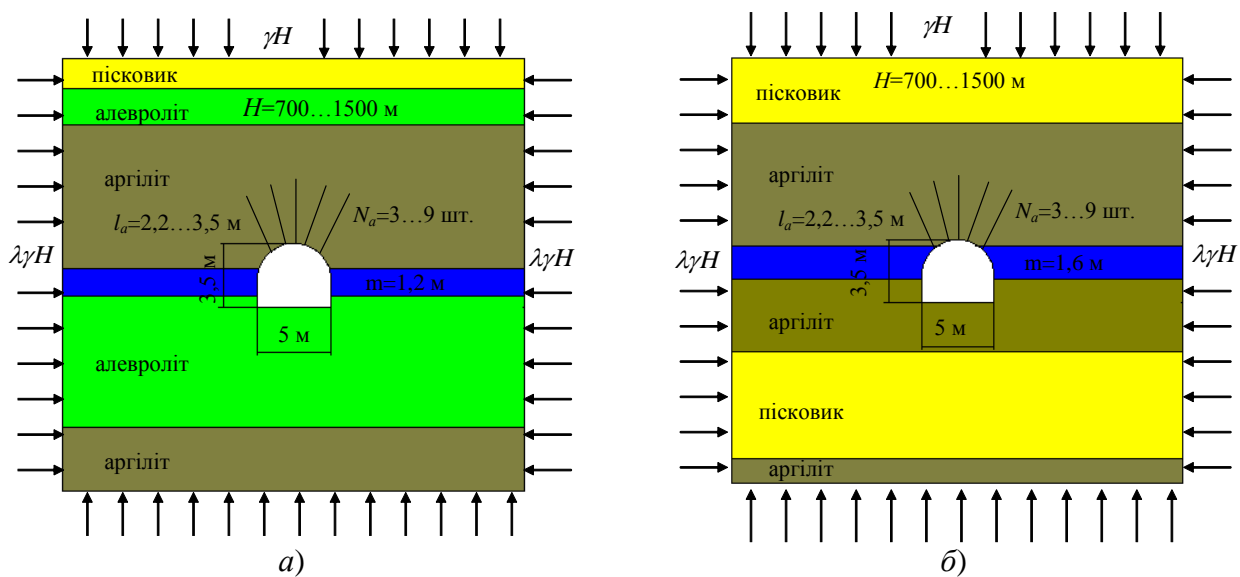 γH
пісковик
алевроліт
H=700…1500 м
аргіліт
lₐ=2,2…3,5 м
Nₐ=3…9 шт.
λγH
λγH
3,5 м
m=1,2 м
5 м
алевроліт
аргіліт
а)
γH
H=700…1500 м
пісковик
аргіліт
lₐ=2,2…3,5 м
Nₐ=3…9 шт.
λγH
λγH
3,5 м
m=1,6 м
аргіліт
5 м
пісковик
аргіліт
б)